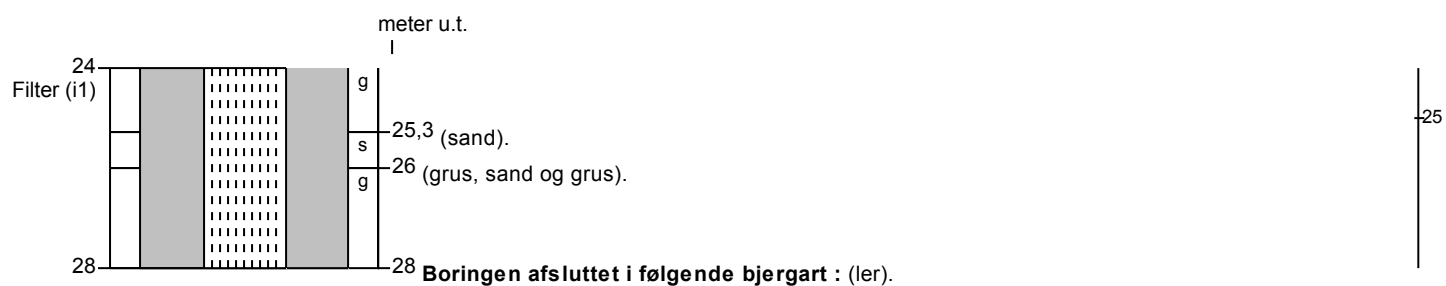 meter u.t.
24
Filter (i1)
g
25
25,3 (sand).
s
26 (grus, sand og grus).
g
28
28 Boringen afsluttet i følgende bjergart : (ler).